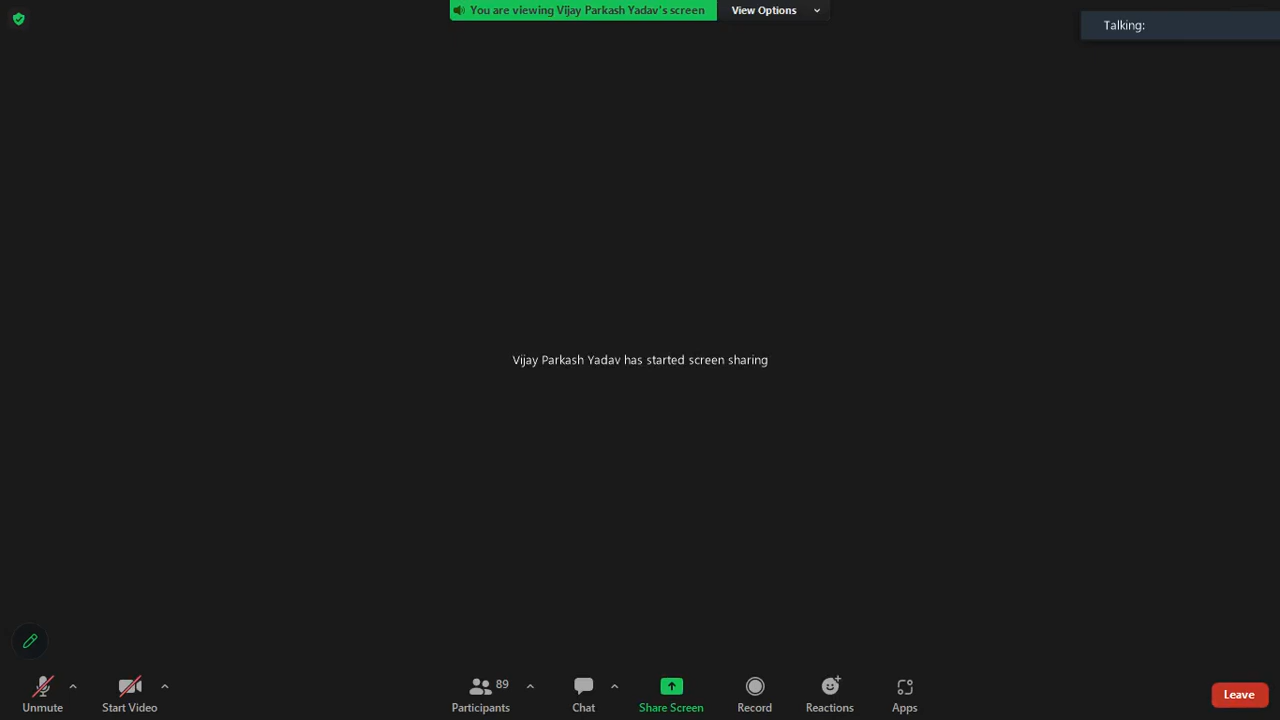 You are viewing Vijay Parkash Yadav's screen
View Options
Talking:
Vijay Parkash Yadav has started screen sharing
89
Unmute
Start Video
Participants
Chat
Share Screen
Record
Reactions
Apps
Leave